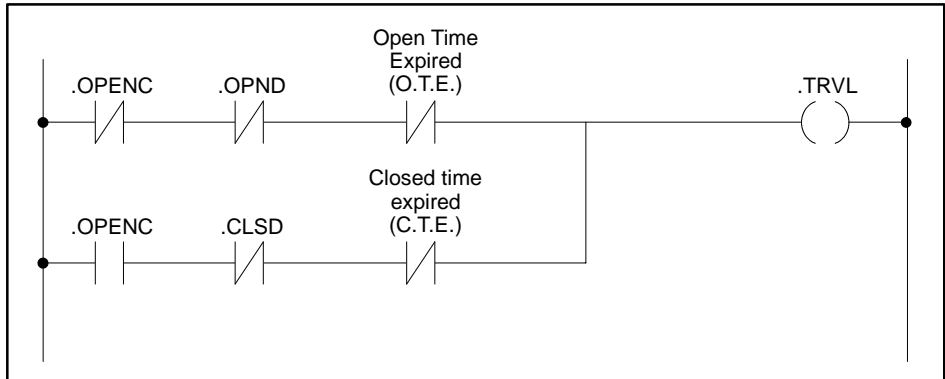 Open Time
Expired
(O.T.E.)
.OPENC .OPND .TRVL
Closed time
expired
(C.T.E.)
.OPENC .CLSD